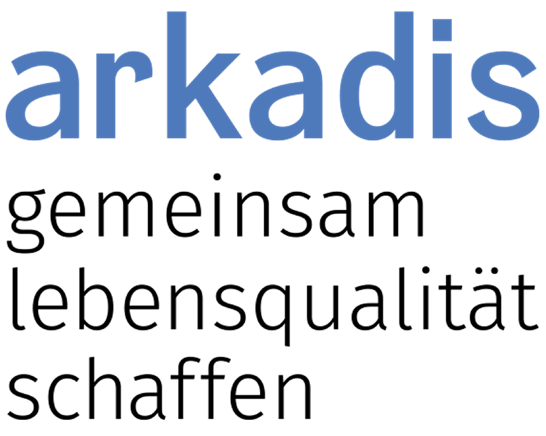 arkadis
gemeinsam
lebensqualität
schaffen